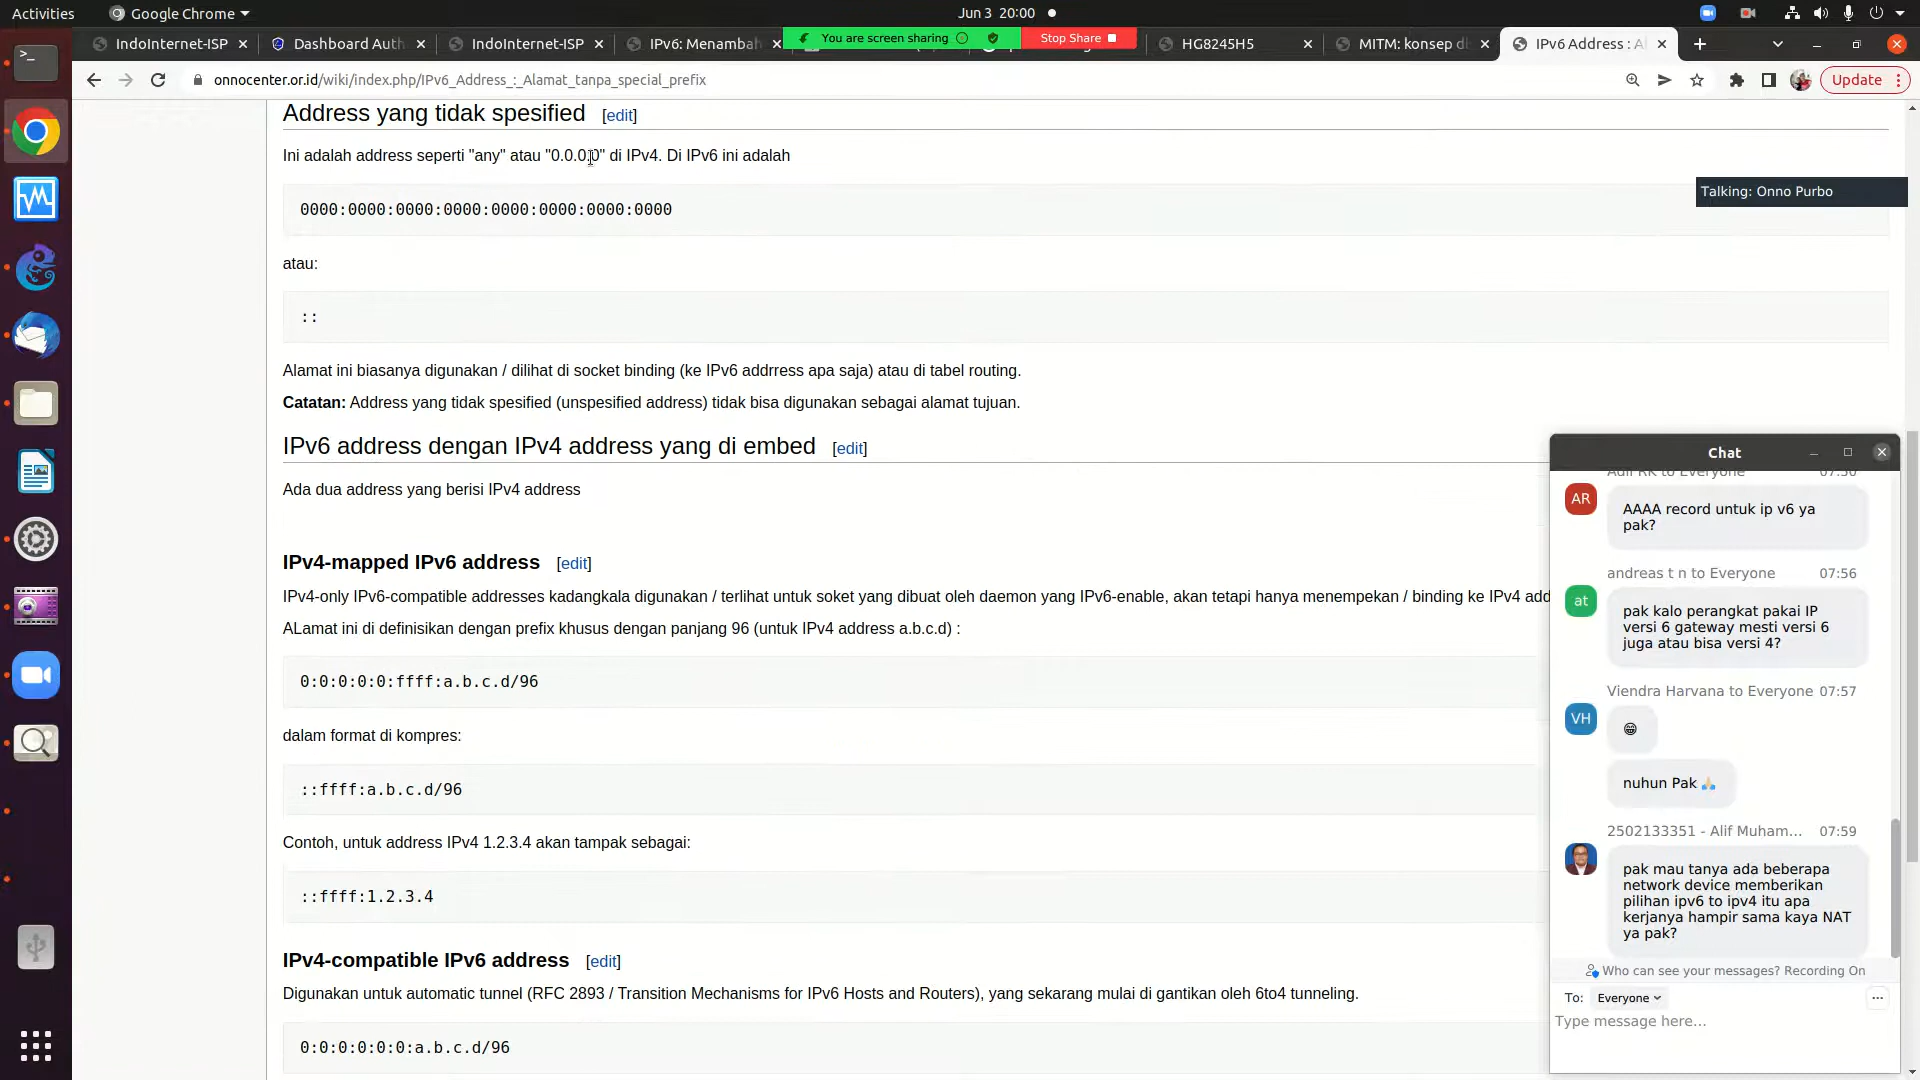 Activities
Google Chrome
Jun 3 20:00
IndoInternet-ISP
Dashboard Auth
IndoInternet-ISP
IPv6: Menambah
HG8245H5
MITM: konsep d
IPv6 Address : A
You are screen sharing
Stop Share
onnocenter.or.id/wiki/index.php/IPv6_Address_:_Alamat_tanpa_special_prefix
Update
Address yang tidak spesified [edit]
Ini adalah address seperti "any" atau "0.0.0.0" di IPv4. Di IPv6 ini adalah
0000:0000:0000:0000:0000:0000:0000:0000
atau:
::
Alamat ini biasanya digunakan / dilihat di socket binding (ke IPv6 addrress apa saja) atau di tabel routing.
Catatan: Address yang tidak spesified (unspesified address) tidak bisa digunakan sebagai alamat tujuan.
IPv6 address dengan IPv4 address yang di embed [edit]
Ada dua address yang berisi IPv4 address
IPv4-mapped IPv6 address [edit]
IPv4-only IPv6-compatible addresses kadangkala digunakan / terlihat untuk soket yang dibuat oleh daemon yang IPv6-enable, akan tetapi hanya menempekan / binding ke IPv4 add
ALamat ini di definisikan dengan prefix khusus dengan panjang 96 (untuk IPv4 address a.b.c.d) :
0:0:0:0:0:ffff:a.b.c.d/96
dalam format di kompres:
::ffff:a.b.c.d/96
Contoh, untuk address IPv4 1.2.3.4 akan tampak sebagai:
::ffff:1.2.3.4
IPv4-compatible IPv6 address [edit]
Digunakan untuk automatic tunnel (RFC 2893 / Transition Mechanisms for IPv6 Hosts and Routers), yang sekarang mulai di gantikan oleh 6to4 tunneling.
0:0:0:0:0:0:a.b.c.d/96
Talking: Onno Purbo
Chat
to Everyone
AR
AAAA record untuk ip v6 ya
pak?
andreas t n to Everyone 07:56
at
pak kalo perangkat pakai IP
versi 6 gateway mesti versi 6
juga atau bisa versi 4?
Viendra Harvana to Everyone 07:57
VH
😁
nuhun Pak 🙏🏼
2502133351 - Alif Muham... 07:59
pak mau tanya ada beberapa
network device memberikan
pilihan ipv6 to ipv4 itu apa
kerjanya hampir sama kaya NAT
ya pak?
Who can see your messages? Recording On
To: Everyone
Type message here...